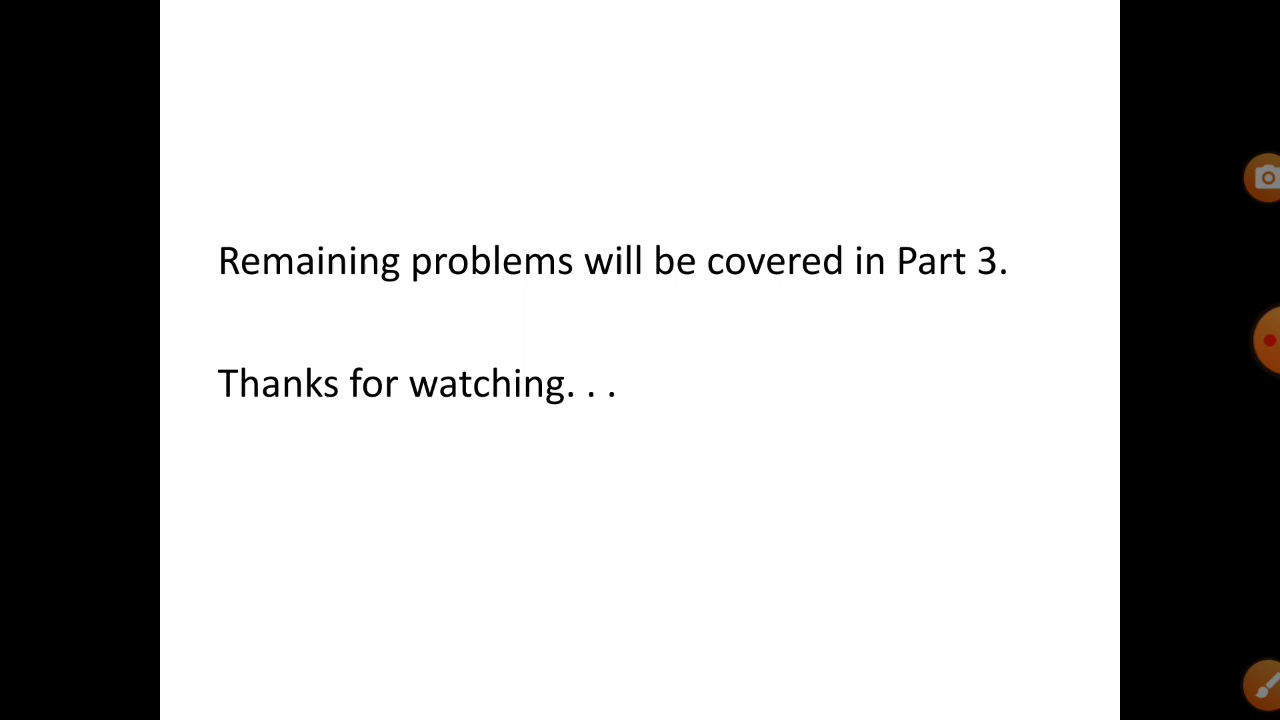 Remaining problems will be covered in Part 3.
Thanks for watching. . .